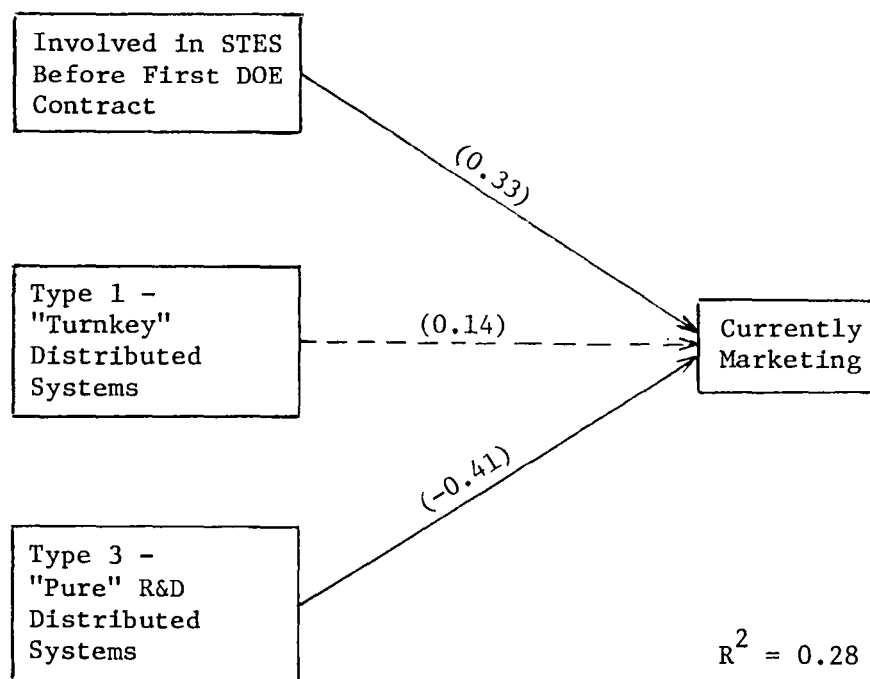 Involved in STES
Before First DOE
Contract
(0.33)
Type 1 -
"Turnkey"
Distributed
Systems
(0.14)
Currently
Marketing
(-0.41)
Type 3 -
"Pure" R&D
Distributed
Systems
R² = 0.28